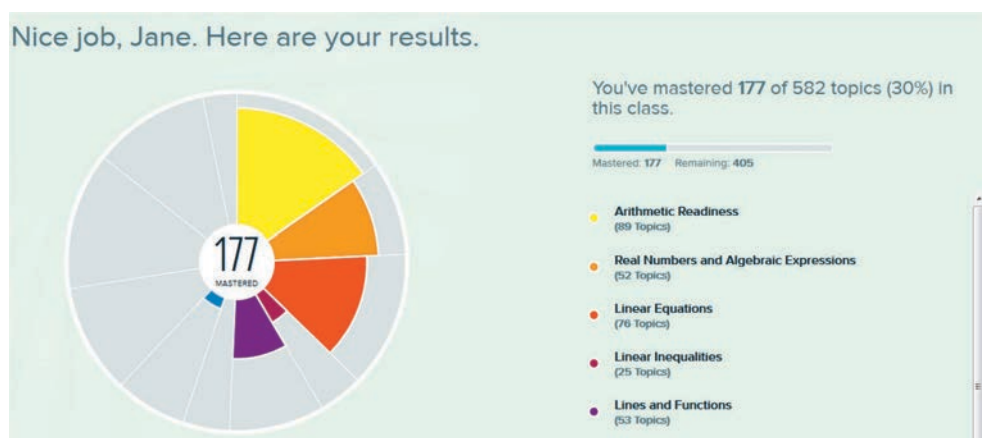 Nice job, Jane. Here are your results.
177
MASTERED
You've mastered 177 of 582 topics (30%) in
this class.
Mastered: 177 Remaining: 405
Arithmetic Readiness
(89 Topics)
Real Numbers and Algebraic Expressions
(52 Topics)
Linear Equations
(76 Topics)
Linear Inequalities
(25 Topics)
Lines and Functions
(53 Topics)